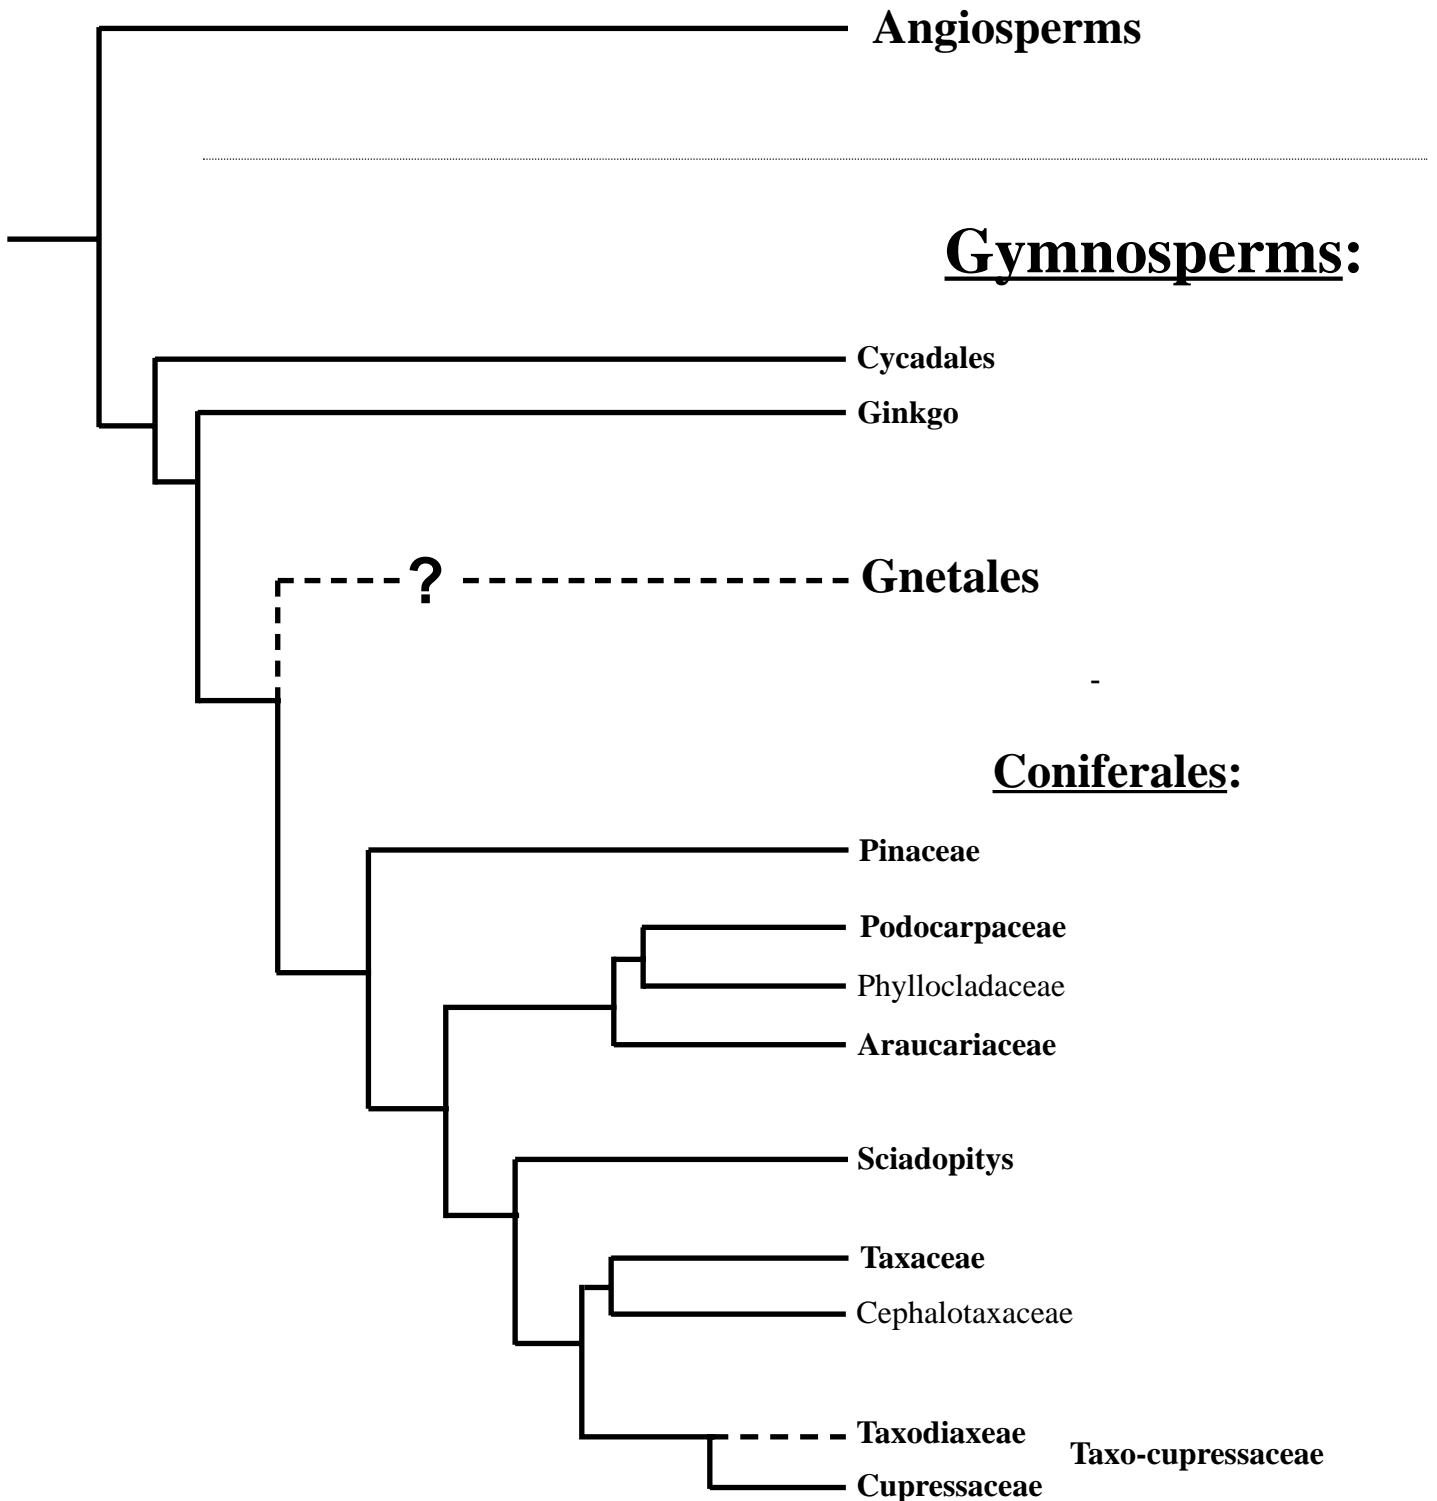 Angiosperms
Gymnosperms:
Cycadales
Ginkgo
?
Gnetales
-
Coniferales:
Pinaceae
Podocarpaceae
Phyllocladaceae
Araucariaceae
Sciadopitys
Taxaceae
Cephalotaxaceae
Taxodiaxeae
Taxo-cupressaceae
Cupressaceae